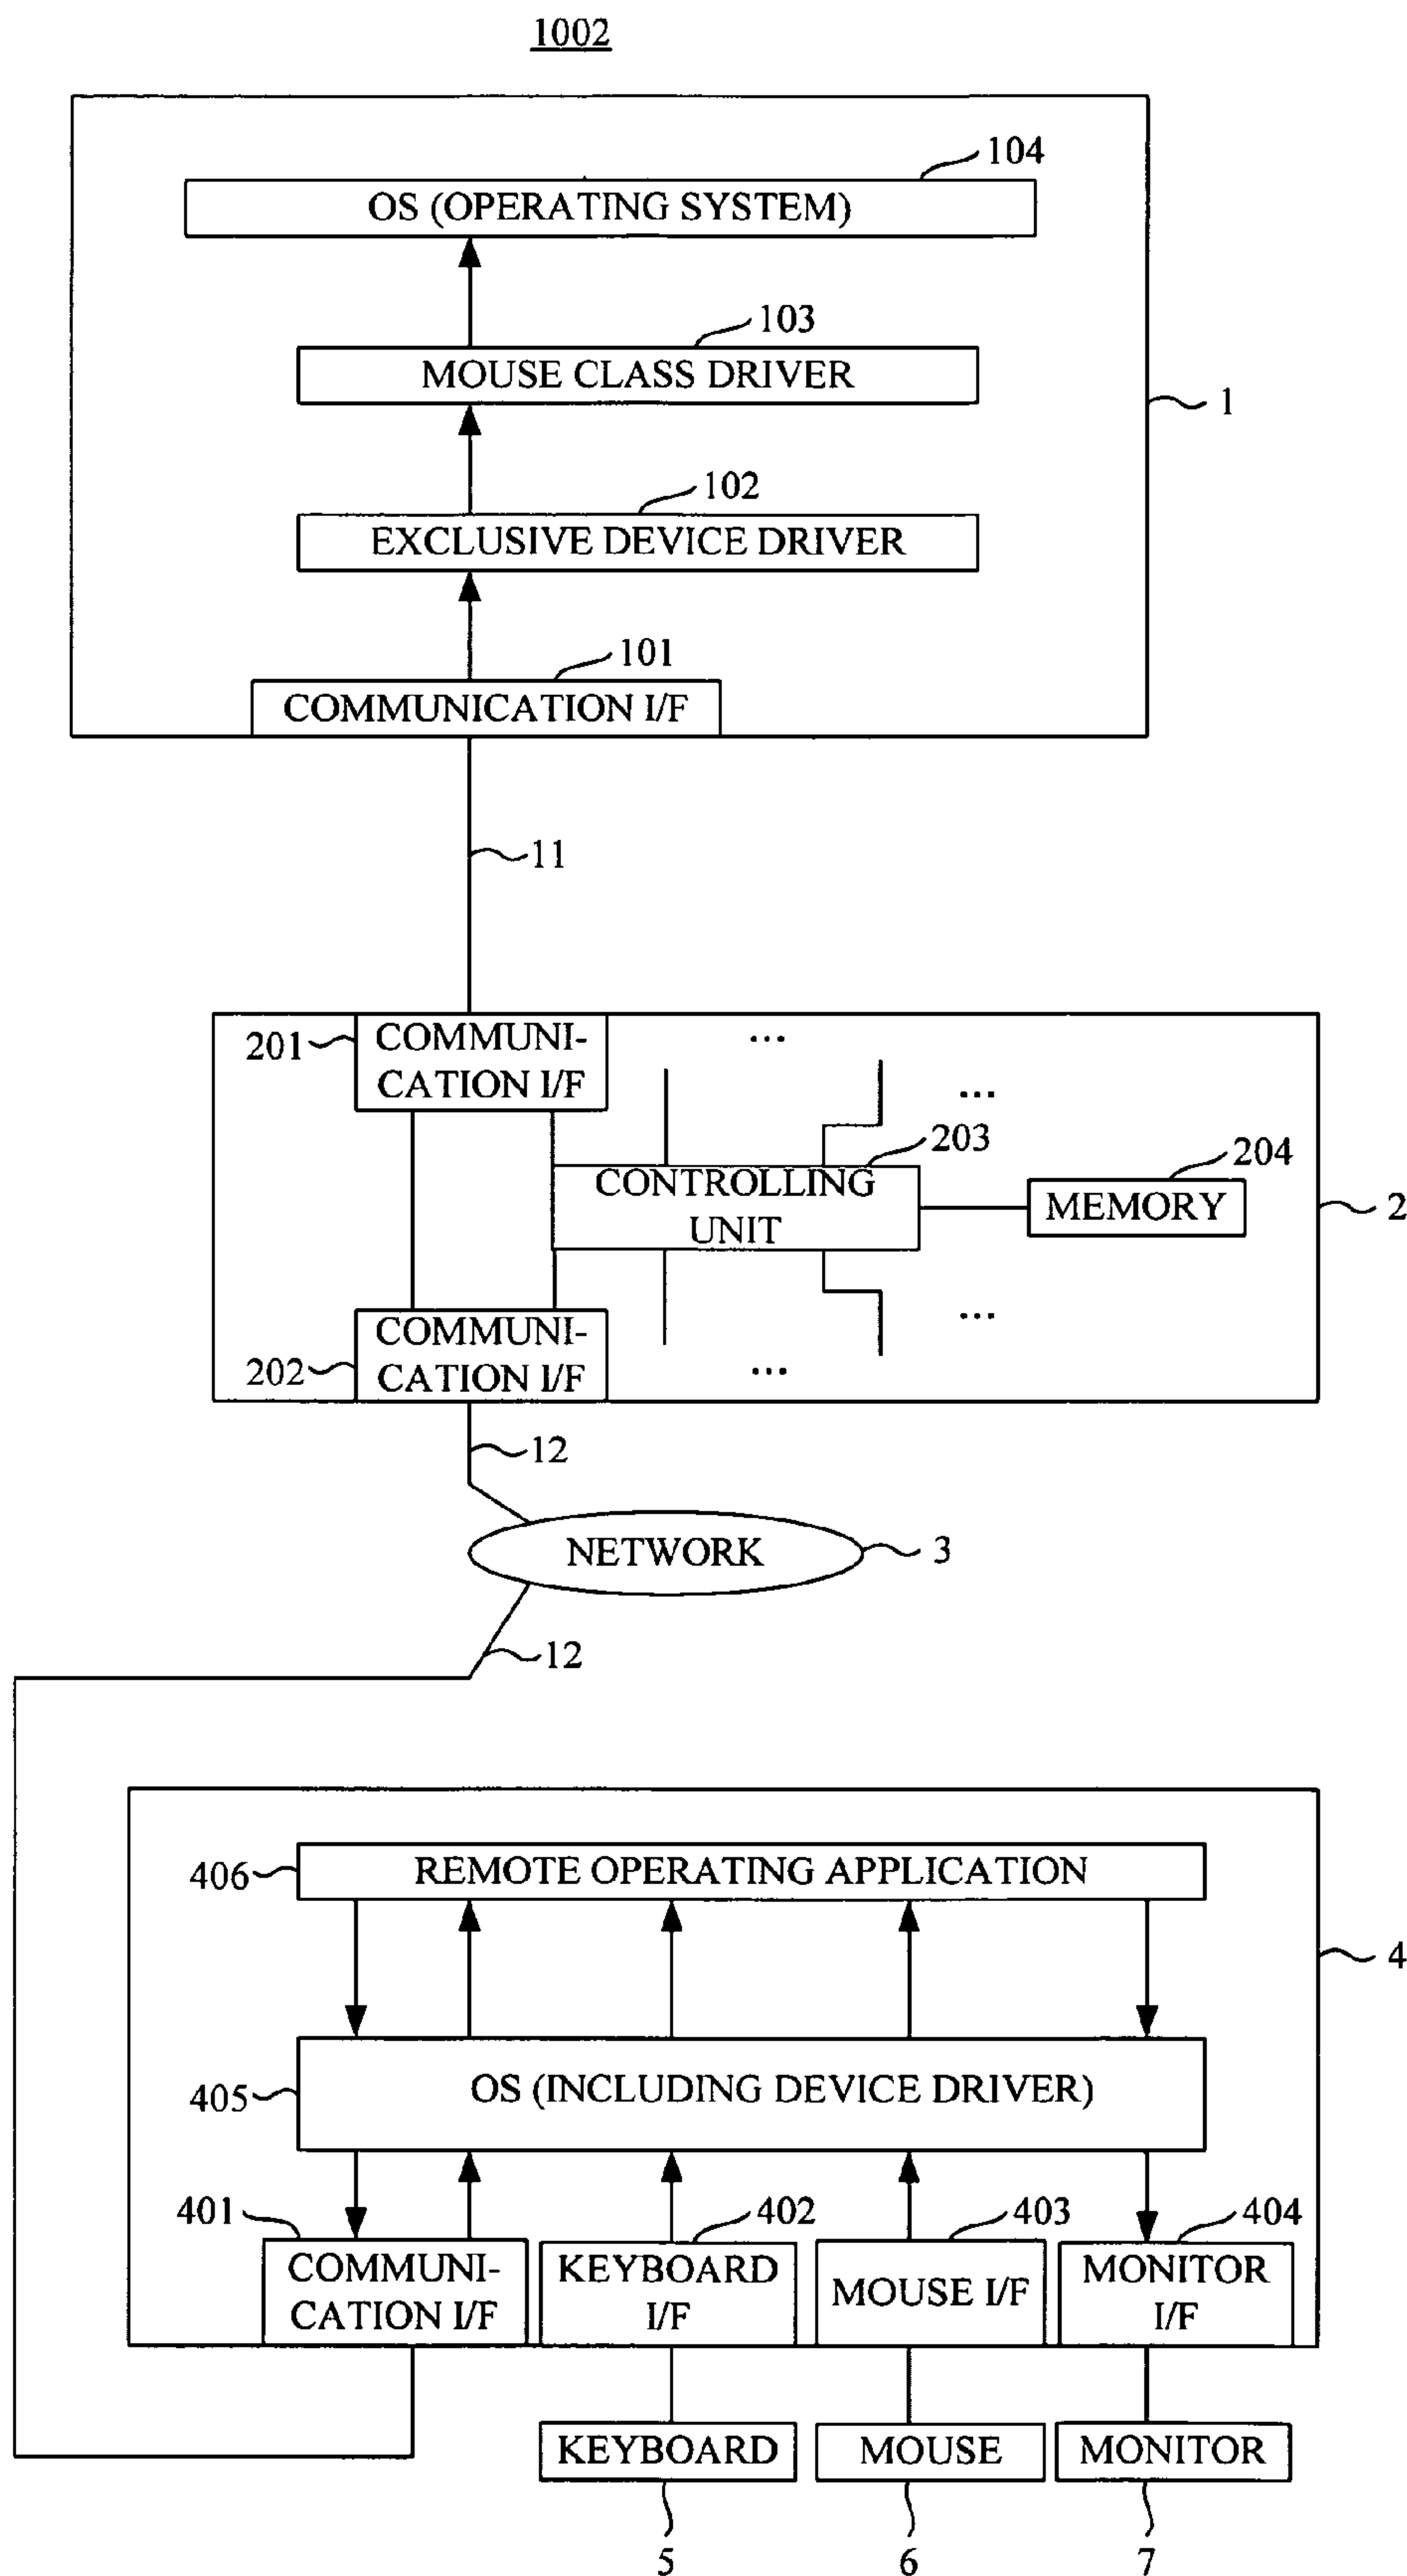 1002
104
OS (OPERATING SYSTEM)
103
MOUSE CLASS DRIVER
1
102
EXCLUSIVE DEVICE DRIVER
101
COMMUNICATION I/F
11
201
COMMUNI-
CATION I/F
...
...
203
204
CONTROLLING
UNIT
MEMORY
2
202
COMMUNI-
CATION I/F
...
...
12
NETWORK
3
12
406
REMOTE OPERATING APPLICATION
4
405
OS (INCLUDING DEVICE DRIVER)
401
402
403
404
COMMUNI-
CATION I/F
KEYBOARD
I/F
MOUSE I/F
MONITOR
I/F
KEYBOARD
MOUSE
MONITOR
5
6
7